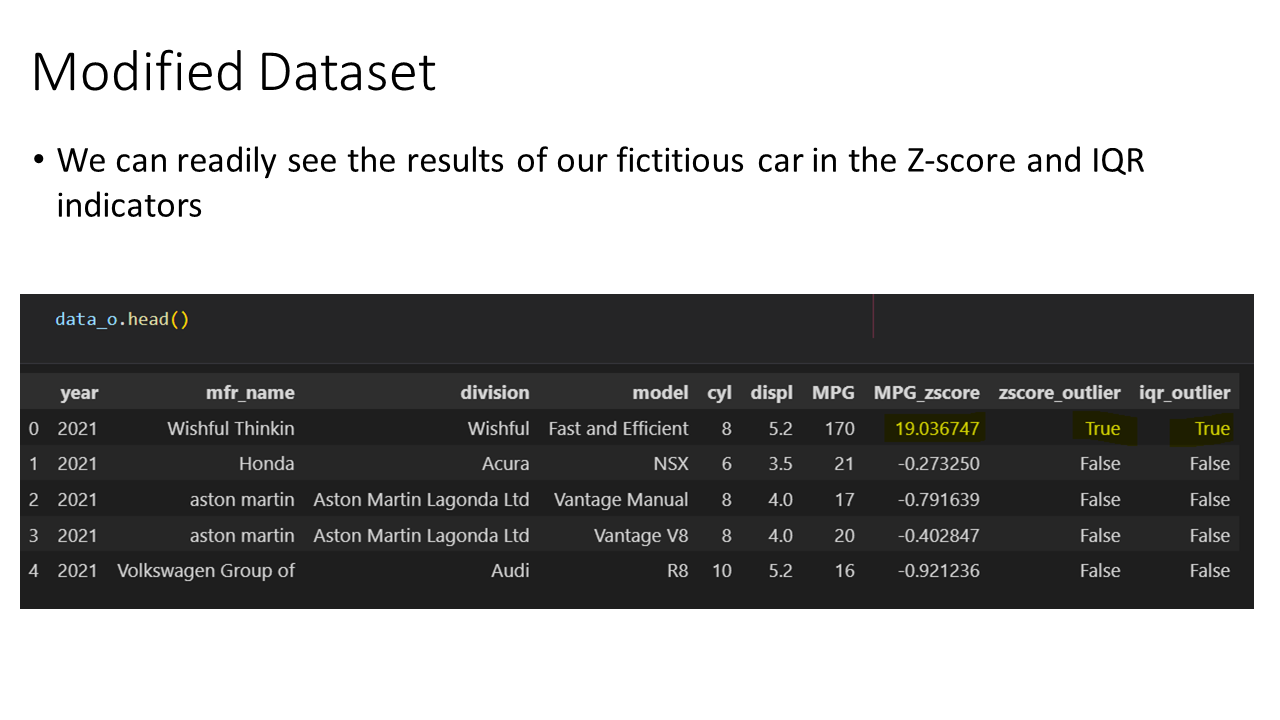 Modified Dataset
• We can readily see the results of our fictitious car in the Z-score and IQR
indicators
data_o.head()
year mfr_name division model cyl displ MPG MPG_zscore zscore_outlier iqr_outlier
0 2021 Wishful Thinkin Wishful Fast and Efficient 8 5.2 170 19.036747 True True
1 2021 Honda Acura NSX 6 3.5 21 -0.273250 False False
2 2021 aston martin Aston Martin Lagonda Ltd Vantage Manual 8 4.0 17 -0.791639 False False
3 2021 aston martin Aston Martin Lagonda Ltd Vantage V8 8 4.0 20 -0.402847 False False
4 2021 Volkswagen Group of Audi R8 10 5.2 16 -0.921236 False False